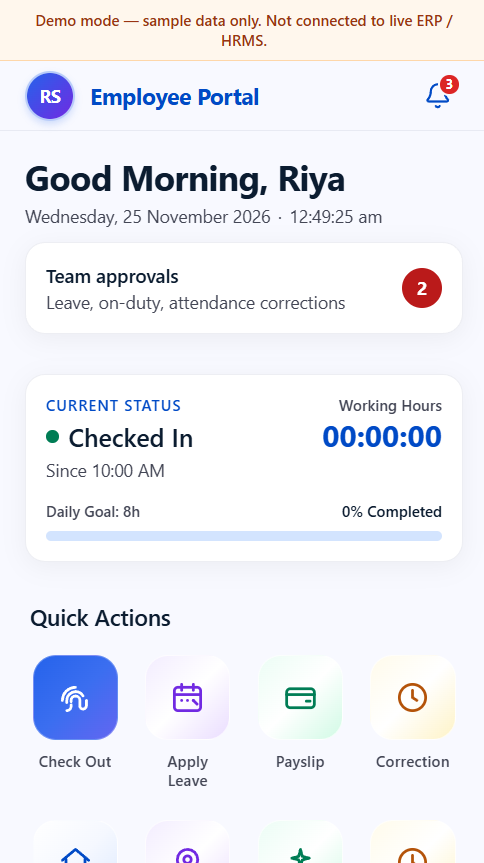 Demo mode — sample data only. Not connected to live ERP /
HRMS.
RS
Employee Portal
3
Good Morning, Riya
Wednesday, 25 November 2026 · 12:49:25 am
Team approvals
Leave, on-duty, attendance corrections
2
CURRENT STATUS
Working Hours
Checked In
00:00:00
Since 10:00 AM
Daily Goal: 8h
0% Completed
Quick Actions
Check Out
Apply
Leave
Payslip
Correction